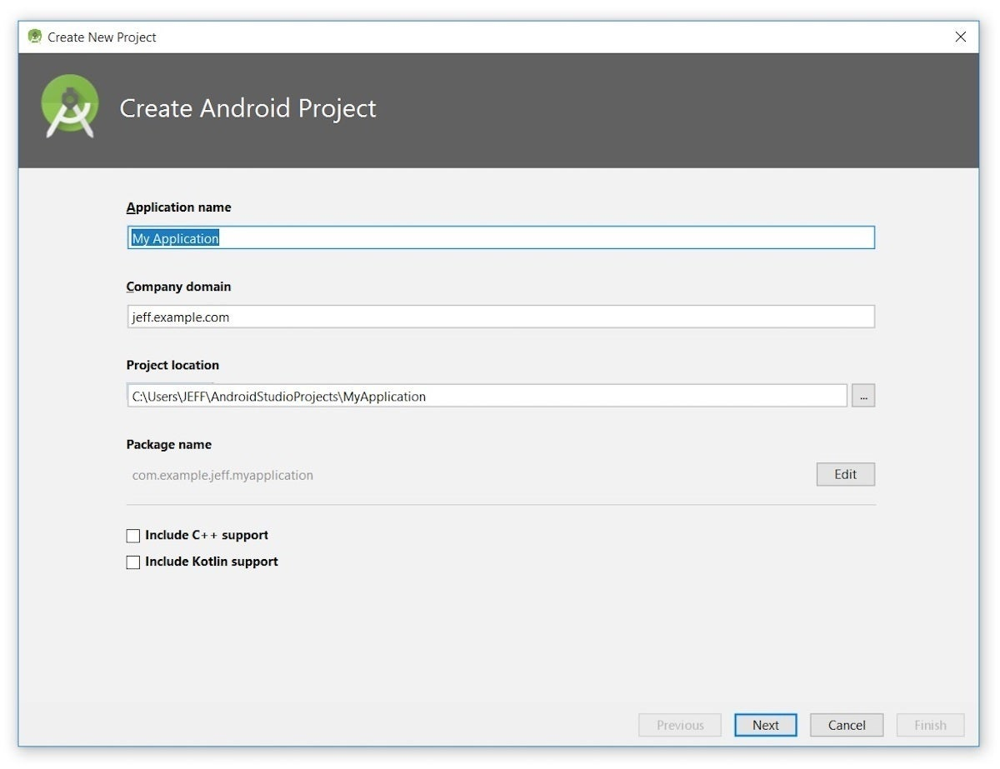 Create New Project
Create Android Project
Application name
My Application
Company domain
jeff.example.com
Project location
C:\Users\JEFF\AndroidStudioProjects\MyApplication
...
Package name
com.example.jeff.myapplication
Edit
Include C++ support
Include Kotlin support
Previous Next Cancel Finish